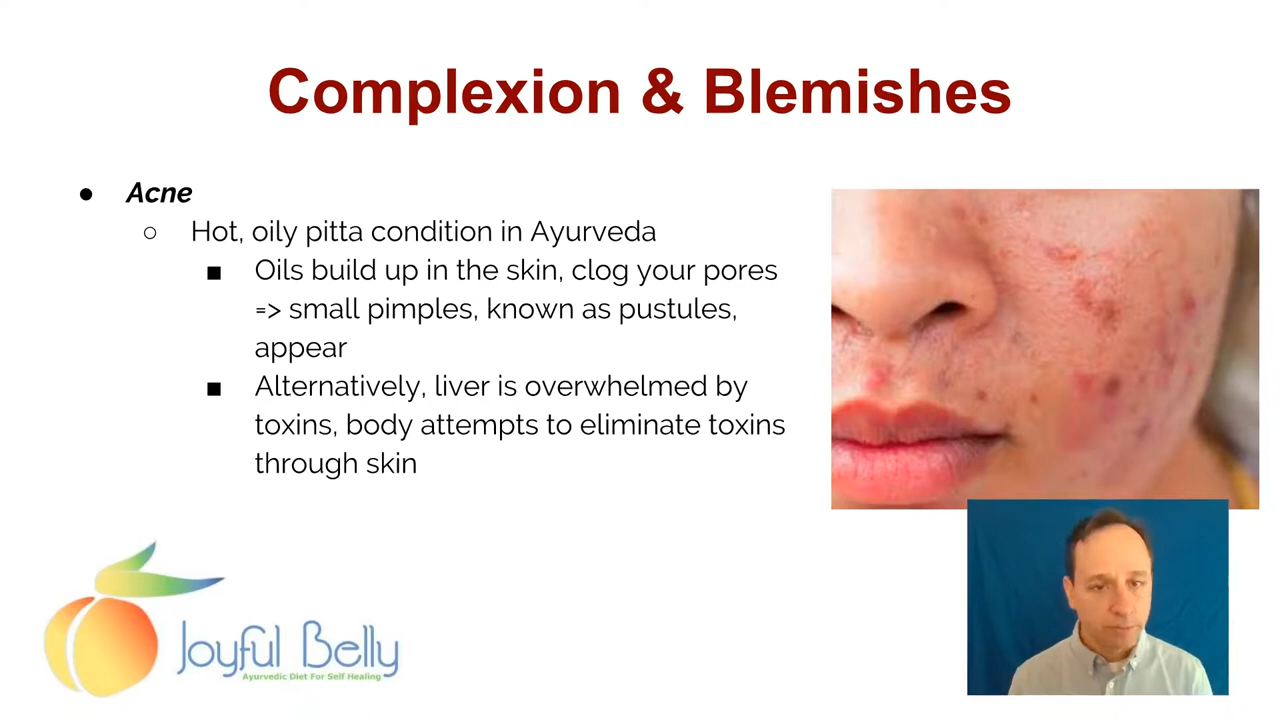 Complexion & Blemishes
● Acne
○ Hot, oily pitta condition in Ayurveda
■ Oils build up in the skin, clog your pores
=> small pimples, known as pustules,
appear
■ Alternatively, liver is overwhelmed by
toxins, body attempts to eliminate toxins
through skin
Joyful Belly
Ayurvedic Diet For Self Healing